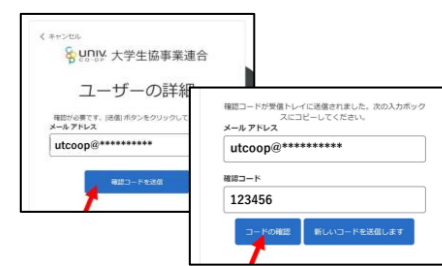 < キャンセル
UNIV. CO-OP 大学生協事業連合
ユーザーの詳細
確認が必要です。[送信] ボタンをクリックして
メール アドレス
utcoop@**********
確認コードを送信
確認コードが受信トレイに送信されました。次の入力ボック
スにコピーしてください。
メール アドレス
utcoop@**********
確認コード
123456
コードの確認 新しいコードを送信します